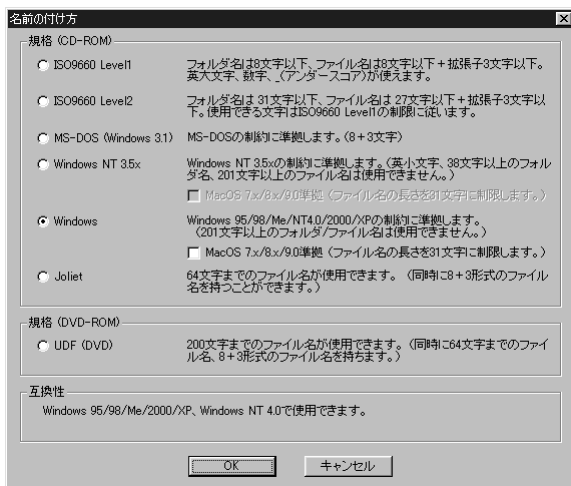 名前の付け方
規格 (CD-ROM)
ISO9660 Level1
フォルダ名は8文字以下、ファイル名は8文字以下+拡張子3文字以下。
英大文字、数字、_(アンダースコア)が使えます。
ISO9660 Level2
フォルダ名は 31文字以下、ファイル名は 27文字以下+拡張子3文字以
下。使用できる文字はISO9660 Level1の制限に従います。
MS-DOS (Windows 3.1)
MS-DOSの制約に準拠します。(8+3文字)
Windows NT 3.5x
Windows NT 3.5xの制約に準拠します。(英小文字、38文字以上のフォル
ダ名、201文字以上のファイル名は使用できません。)
MacOS 7.x/8.x/9.0準拠 (ファイル名の長さを31文字に制限します。)
Windows
Windows 95/98/Me/NT4.0/2000/XPの制約に準拠します。
(201文字以上のフォルダ/ファイル名は使用できません。)
MacOS 7.x/8.x/9.0準拠 (ファイル名の長さを31文字に制限します。)
Joliet
64文字までのファイル名が使用できます。 (同時に8+3形式のファイル
名を持つことができます。)
規格 (DVD-ROM)
UDF (DVD)
200文字までのファイル名が使用できます。(同時に64文字までのファイ
ル名、8+3形式のファイル名を持ちます。)
互換性
Windows 95/98/Me/2000/XP、Windows NT 4.0で使用できます。
OK
キャンセル